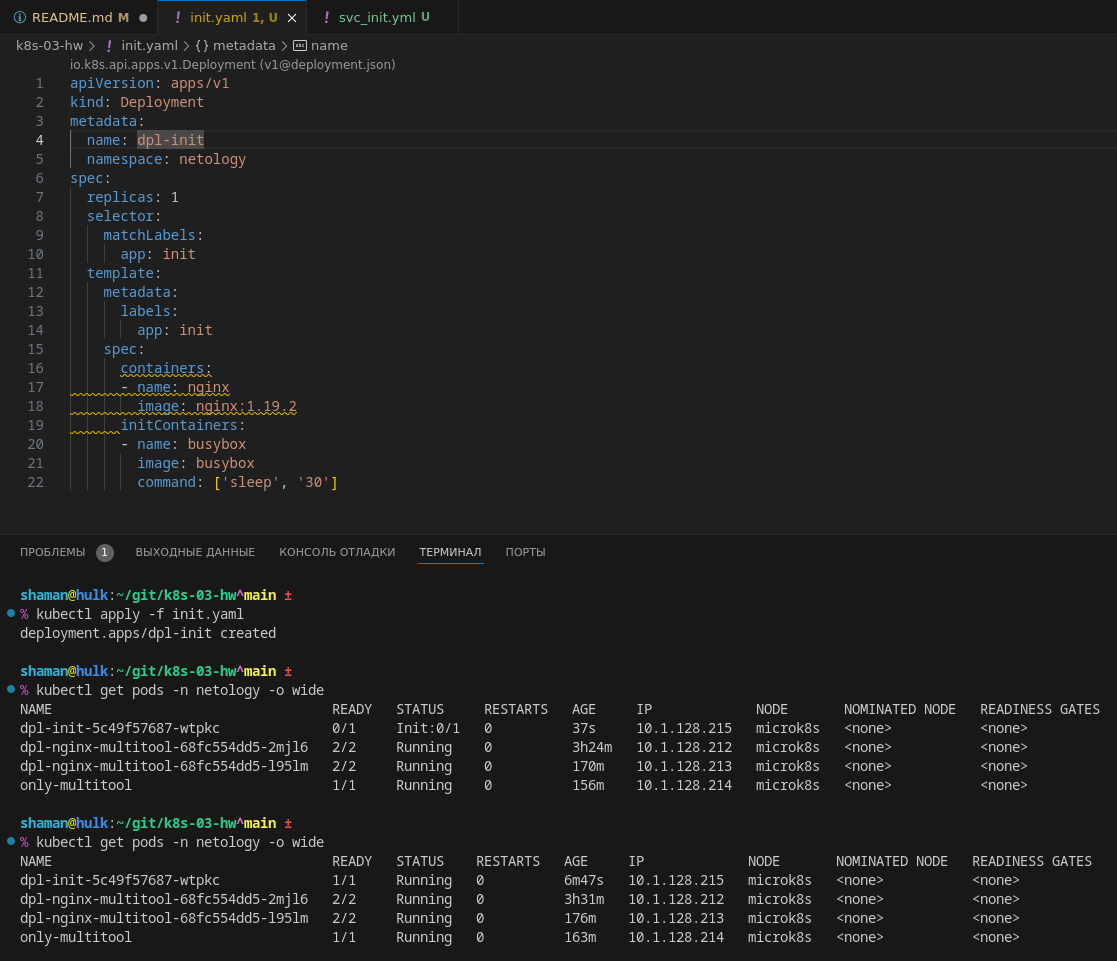 README.md M
init.yaml 1, U
svc_init.yml U
k8s-03-hw > ! init.yaml > {} metadata > abc name
io.k8s.api.apps.v1.Deployment (v1@deployment.json)
1 apiVersion: apps/v1
2 kind: Deployment
3 metadata:
4   name: dpl-init
5   namespace: netology
6 spec:
7   replicas: 1
8   selector:
9     matchLabels:
10       app: init
11   template:
12     metadata:
13       labels:
14         app: init
15     spec:
16       containers:
17       - name: nginx
18         image: nginx:1.19.2
19       initContainers:
20       - name: busybox
21         image: busybox
22         command: ['sleep', '30']
ПРОБЛЕМЫ 1 ВЫХОДНЫЕ ДАННЫЕ КОНСОЛЬ ОТЛАДКИ ТЕРМИНАЛ ПОРТЫ
shaman@hulk:~/git/k8s-03-hw^main ±
% kubectl apply -f init.yaml
deployment.apps/dpl-init created
shaman@hulk:~/git/k8s-03-hw^main ±
% kubectl get pods -n netology -o wide
NAME READY STATUS RESTARTS AGE IP NODE NOMINATED NODE READINESS GATES
dpl-init-5c49f57687-wtpkc 0/1 Init:0/1 0 37s 10.1.128.215 microk8s <none> <none>
dpl-nginx-multitool-68fc554dd5-2mjl6 2/2 Running 0 3h24m 10.1.128.212 microk8s <none> <none>
dpl-nginx-multitool-68fc554dd5-l95lm 2/2 Running 0 170m 10.1.128.213 microk8s <none> <none>
only-multitool 1/1 Running 0 156m 10.1.128.214 microk8s <none> <none>
shaman@hulk:~/git/k8s-03-hw^main ±
% kubectl get pods -n netology -o wide
NAME READY STATUS RESTARTS AGE IP NODE NOMINATED NODE READINESS GATES
dpl-init-5c49f57687-wtpkc 1/1 Running 0 6m47s 10.1.128.215 microk8s <none> <none>
dpl-nginx-multitool-68fc554dd5-2mjl6 2/2 Running 0 3h31m 10.1.128.212 microk8s <none> <none>
dpl-nginx-multitool-68fc554dd5-l95lm 2/2 Running 0 176m 10.1.128.213 microk8s <none> <none>
only-multitool 1/1 Running 0 163m 10.1.128.214 microk8s <none> <none>